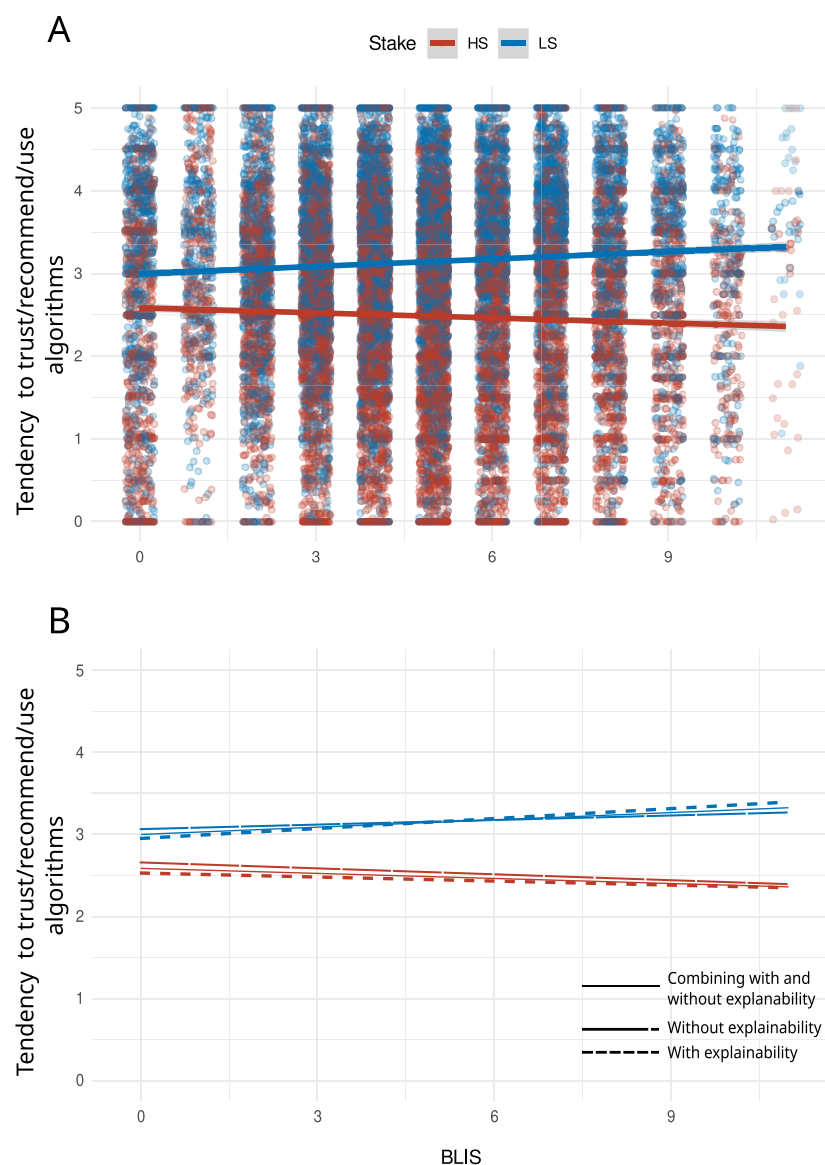 A
Stake HS LS
Tendency to trust/recommend/use
algorithms
5
4
3
2
1
0
0 3 6 9
B
Tendency to trust/recommend/use
algorithms
5
4
3
2
1
0
Combining with and
without explanability
Without explainability
With explainability
0 3 6 9
BLIS